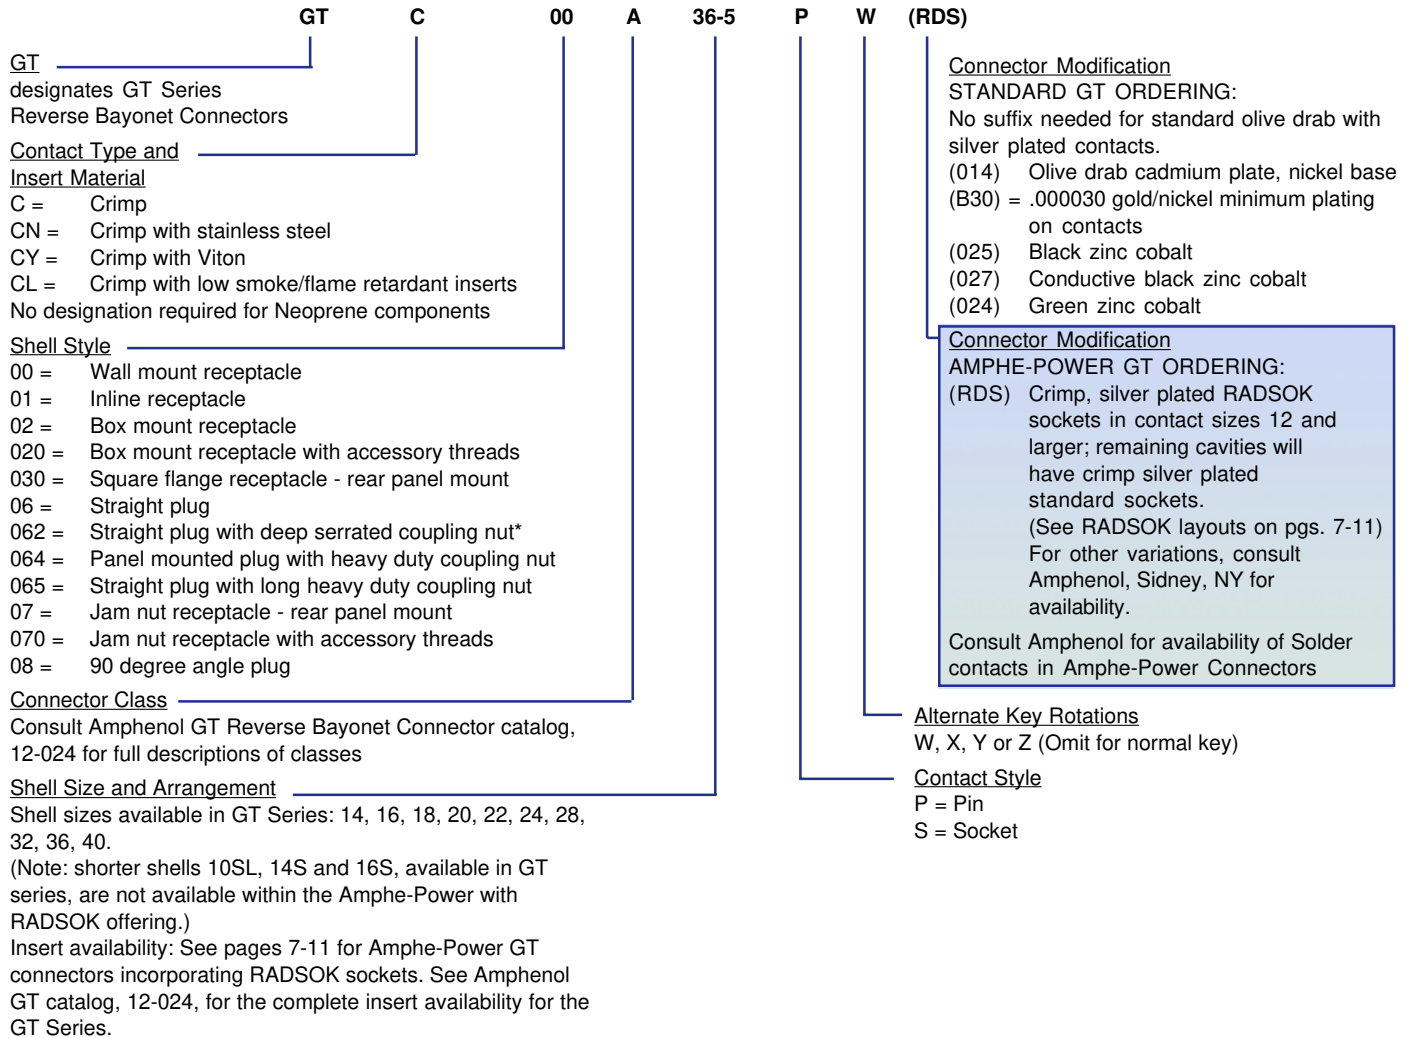 GT C 00 A 36-5 P W (RDS)
GT
designates GT Series
Reverse Bayonet Connectors
Contact Type and
Insert Material
C = Crimp
CN = Crimp with stainless steel
CY = Crimp with Viton
CL = Crimp with low smoke/flame retardant inserts
No designation required for Neoprene components
Shell Style
00 = Wall mount receptacle
01 = Inline receptacle
02 = Box mount receptacle
020 = Box mount receptacle with accessory threads
030 = Square flange receptacle - rear panel mount
06 = Straight plug
062 = Straight plug with deep serrated coupling nut*
064 = Panel mounted plug with heavy duty coupling nut
065 = Straight plug with long heavy duty coupling nut
07 = Jam nut receptacle - rear panel mount
070 = Jam nut receptacle with accessory threads
08 = 90 degree angle plug
Connector Class
Consult Amphenol GT Reverse Bayonet Connector catalog,
12-024 for full descriptions of classes
Shell Size and Arrangement
Shell sizes available in GT Series: 14, 16, 18, 20, 22, 24, 28,
32, 36, 40.
(Note: shorter shells 10SL, 14S and 16S, available in GT
series, are not available within the Amphe-Power with
RADSOK offering.)
Insert availability: See pages 7-11 for Amphe-Power GT
connectors incorporating RADSOK sockets. See Amphenol
GT catalog, 12-024, for the complete insert availability for the
GT Series.
Connector Modification
STANDARD GT ORDERING:
No suffix needed for standard olive drab with
silver plated contacts.
(014) Olive drab cadmium plate, nickel base
(B30) = .000030 gold/nickel minimum plating
on contacts
(025) Black zinc cobalt
(027) Conductive black zinc cobalt
(024) Green zinc cobalt
Connector Modification
AMPHE-POWER GT ORDERING:
(RDS) Crimp, silver plated RADSOK
sockets in contact sizes 12 and
larger; remaining cavities will
have crimp silver plated
standard sockets.
(See RADSOK layouts on pgs. 7-11)
For other variations, consult
Amphenol, Sidney, NY for
availability.
Consult Amphenol for availability of Solder
contacts in Amphe-Power Connectors
Alternate Key Rotations
W, X, Y or Z (Omit for normal key)
Contact Style
P = Pin
S = Socket